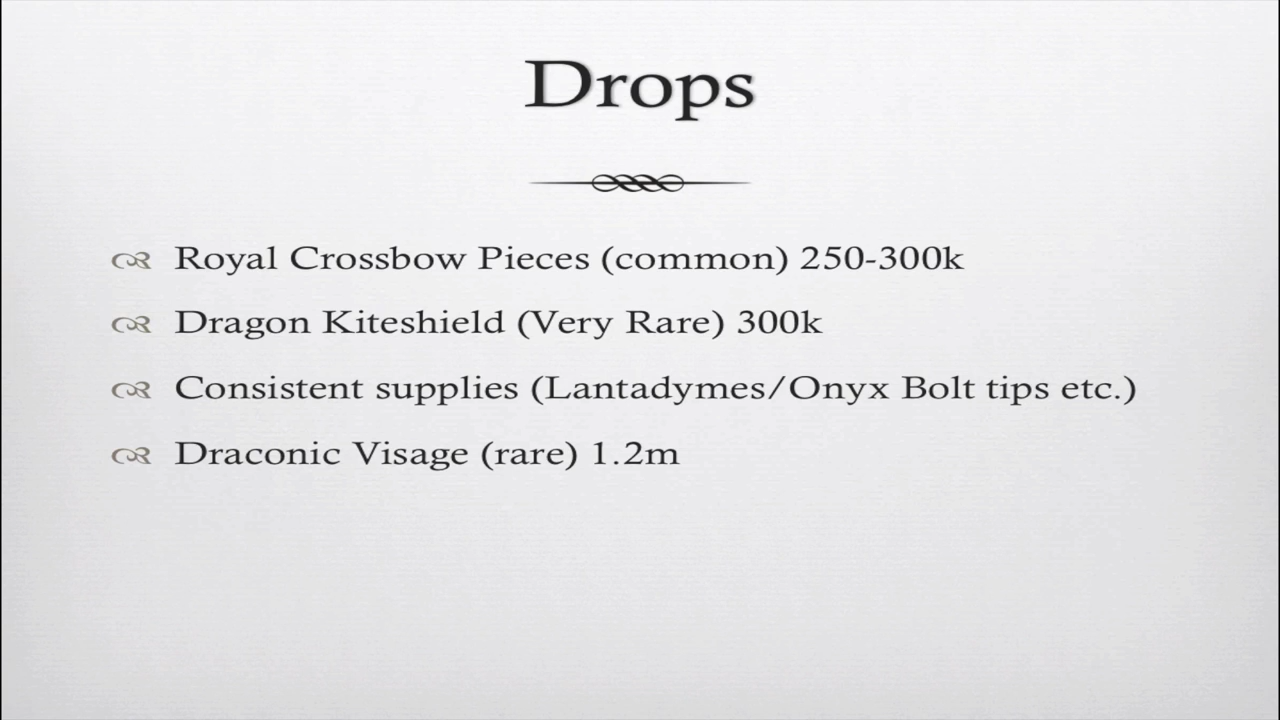 Drops
Royal Crossbow Pieces (common) 250-300k
Dragon Kiteshield (Very Rare) 300k
Consistent supplies (Lantadymes/Onyx Bolt tips etc.)
Draconic Visage (rare) 1.2m